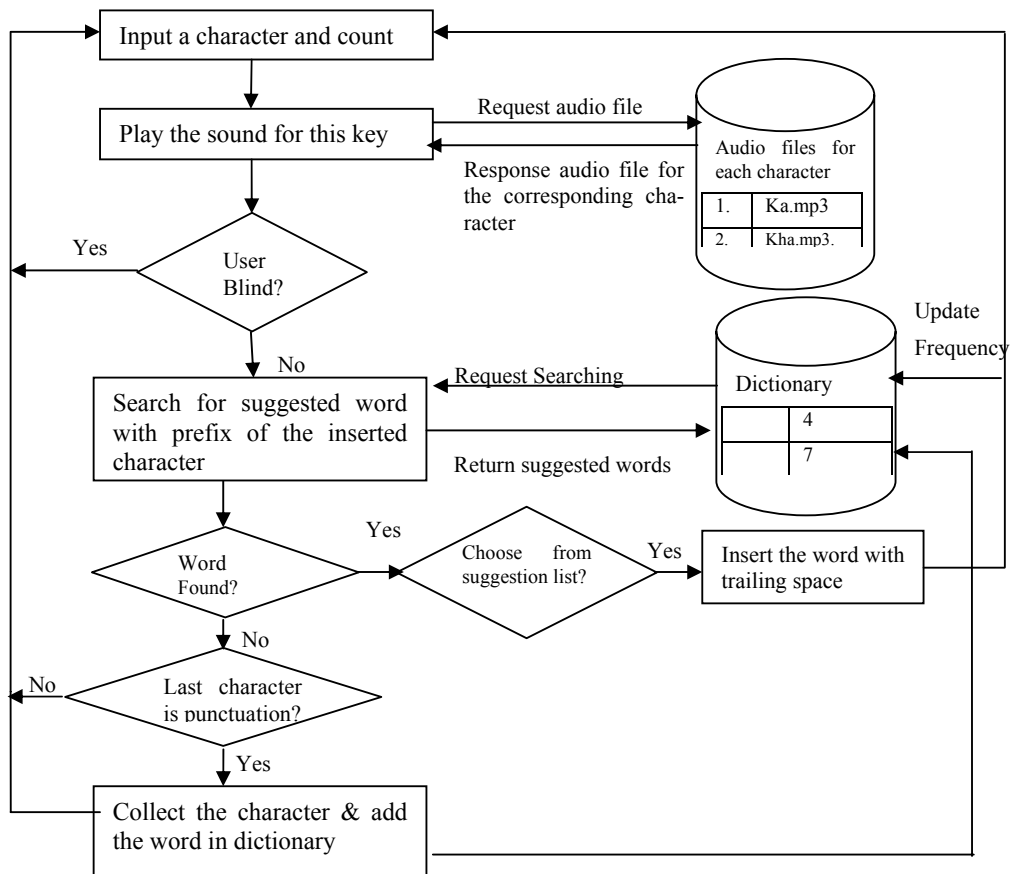 Input a character and count
Play the sound for this key
Request audio file
Response audio file for
the corresponding cha-
racter
Audio files for
each character
1. Ka.mp3
2. Kha.mp3.
Yes
User
Blind?
No
Update
Frequency
Request Searching
Dictionary
4
7
Search for suggested word
with prefix of the inserted
character
Return suggested words
Word
Found?
Yes
Choose from
suggestion list?
Yes
Insert the word with
trailing space
No
Last character
is punctuation?
No
Yes
Collect the character & add
the word in dictionary